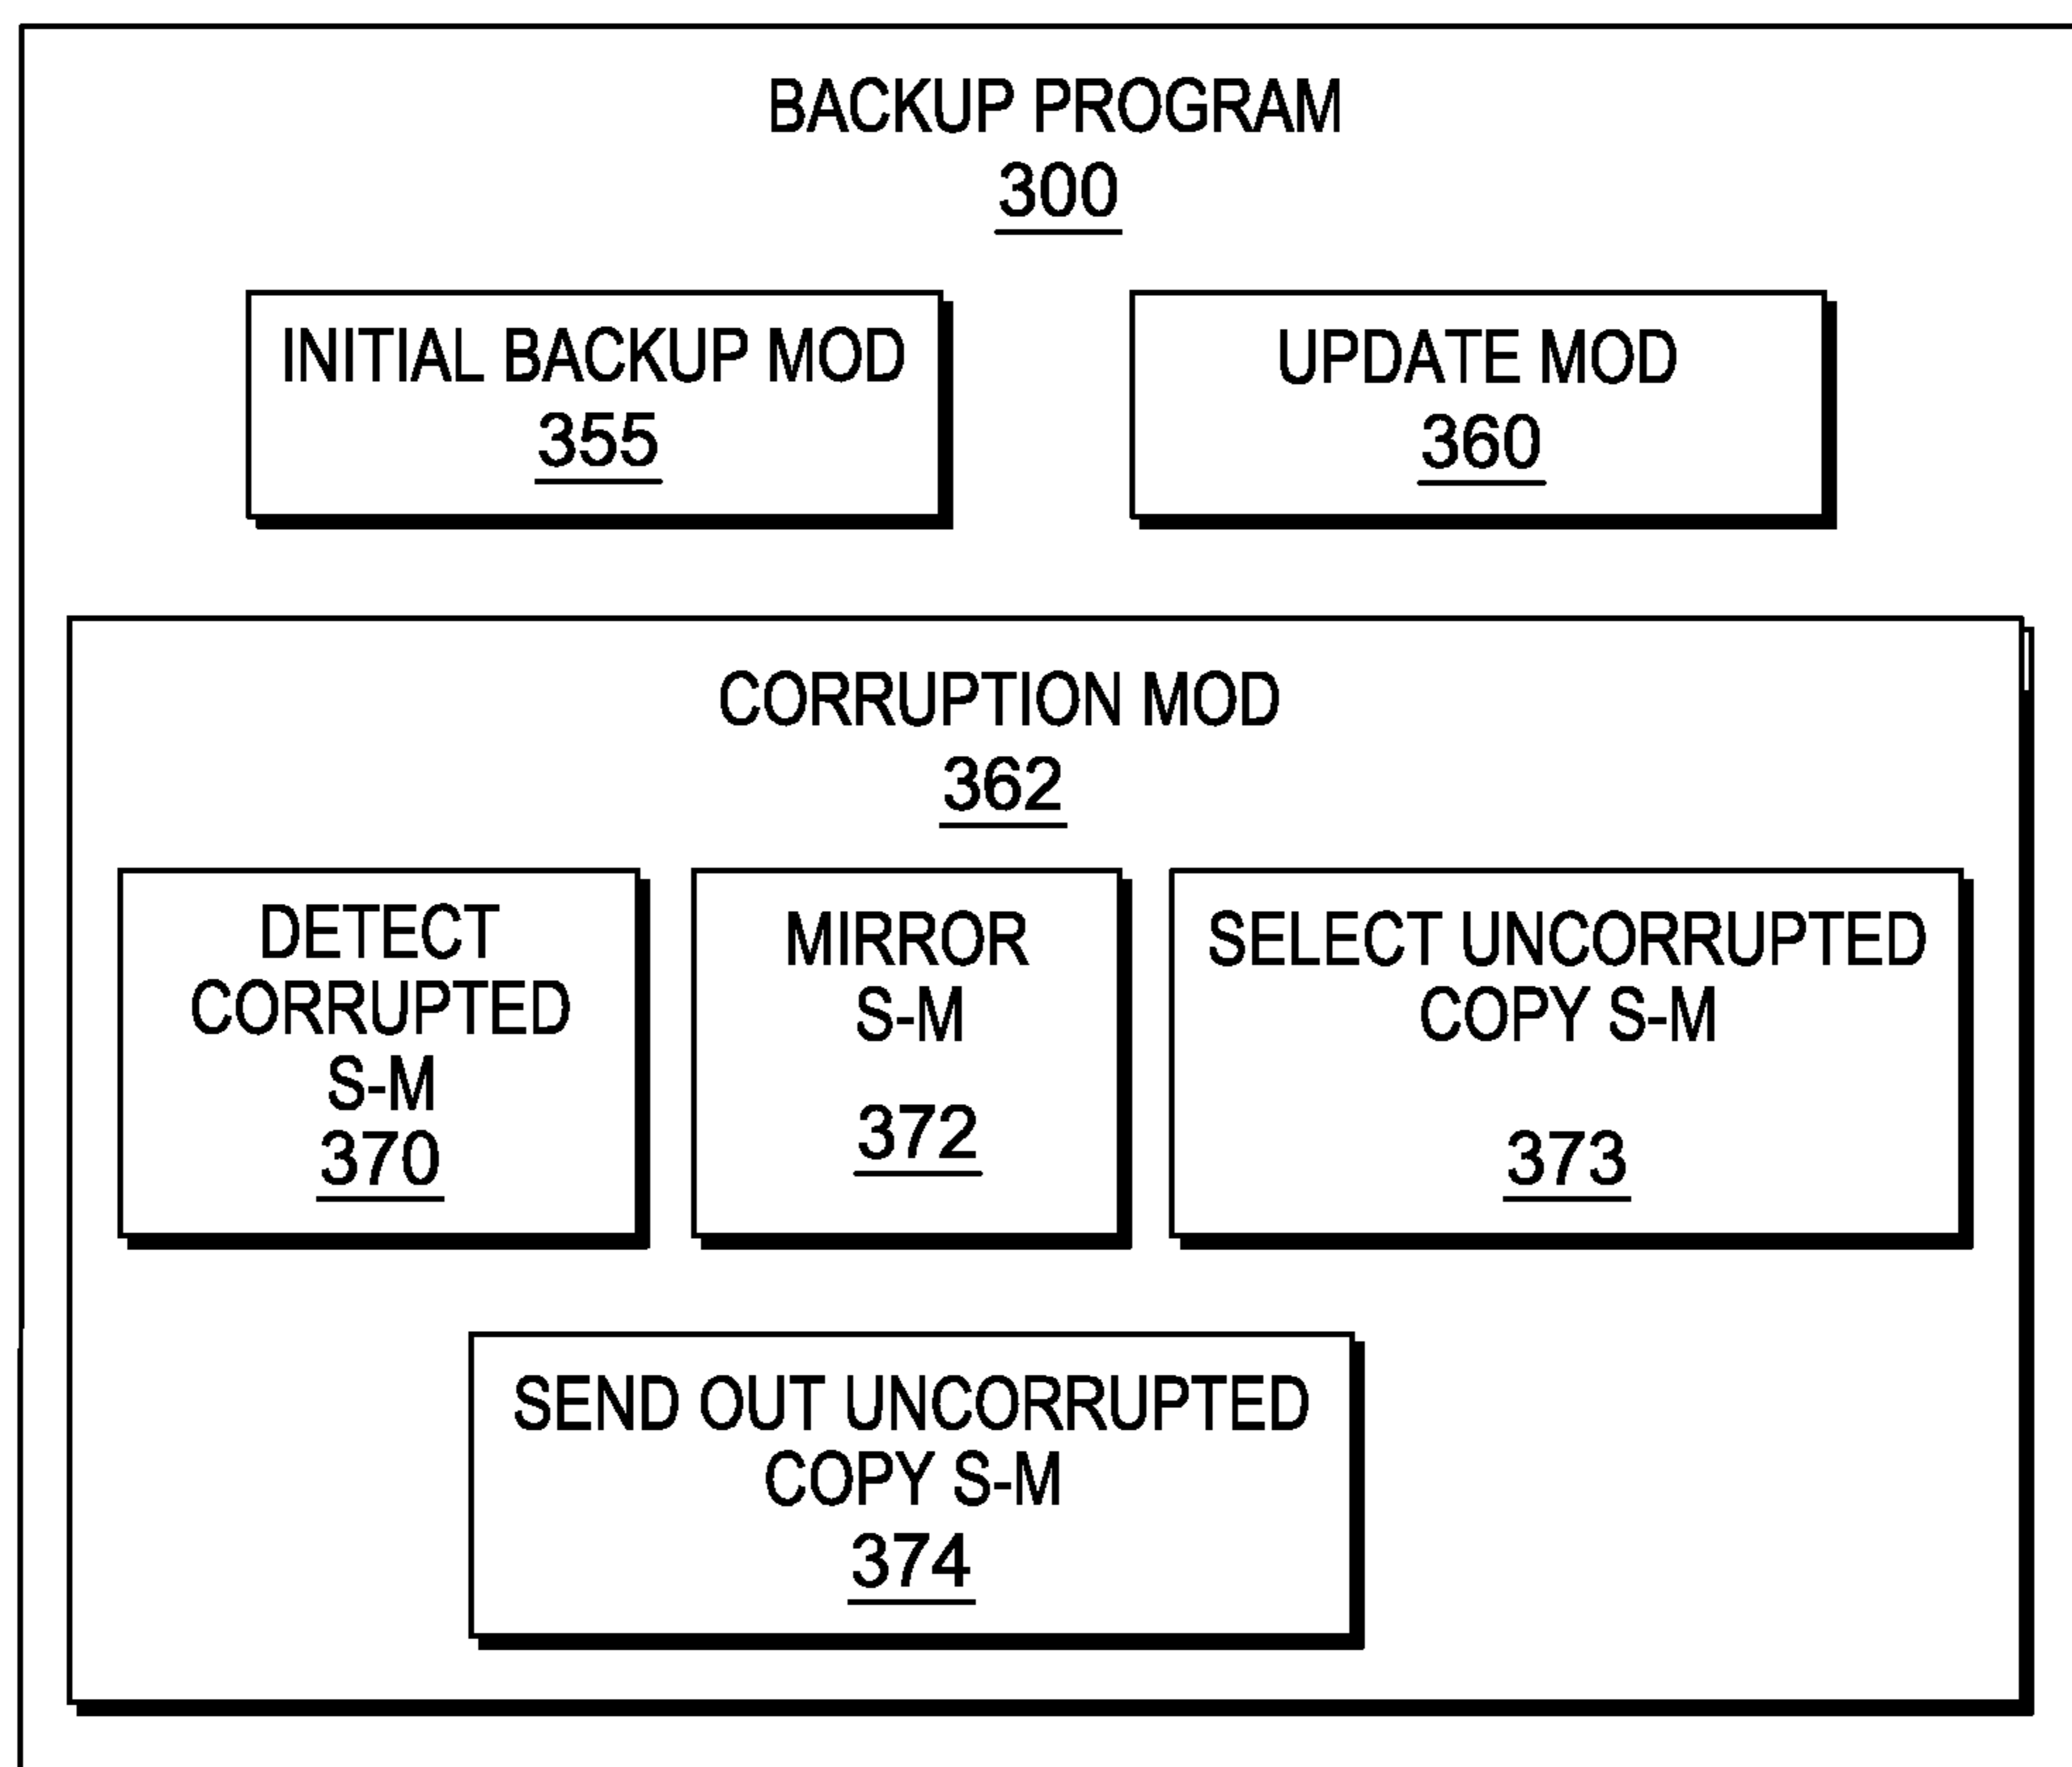 BACKUP PROGRAM
300
INITIAL BACKUP MOD
355
UPDATE MOD
360
CORRUPTION MOD
362
DETECT
CORRUPTED
S-M
370
MIRROR
S-M
372
SELECT UNCORRUPTED
COPY S-M
373
SEND OUT UNCORRUPTED
COPY S-M
374